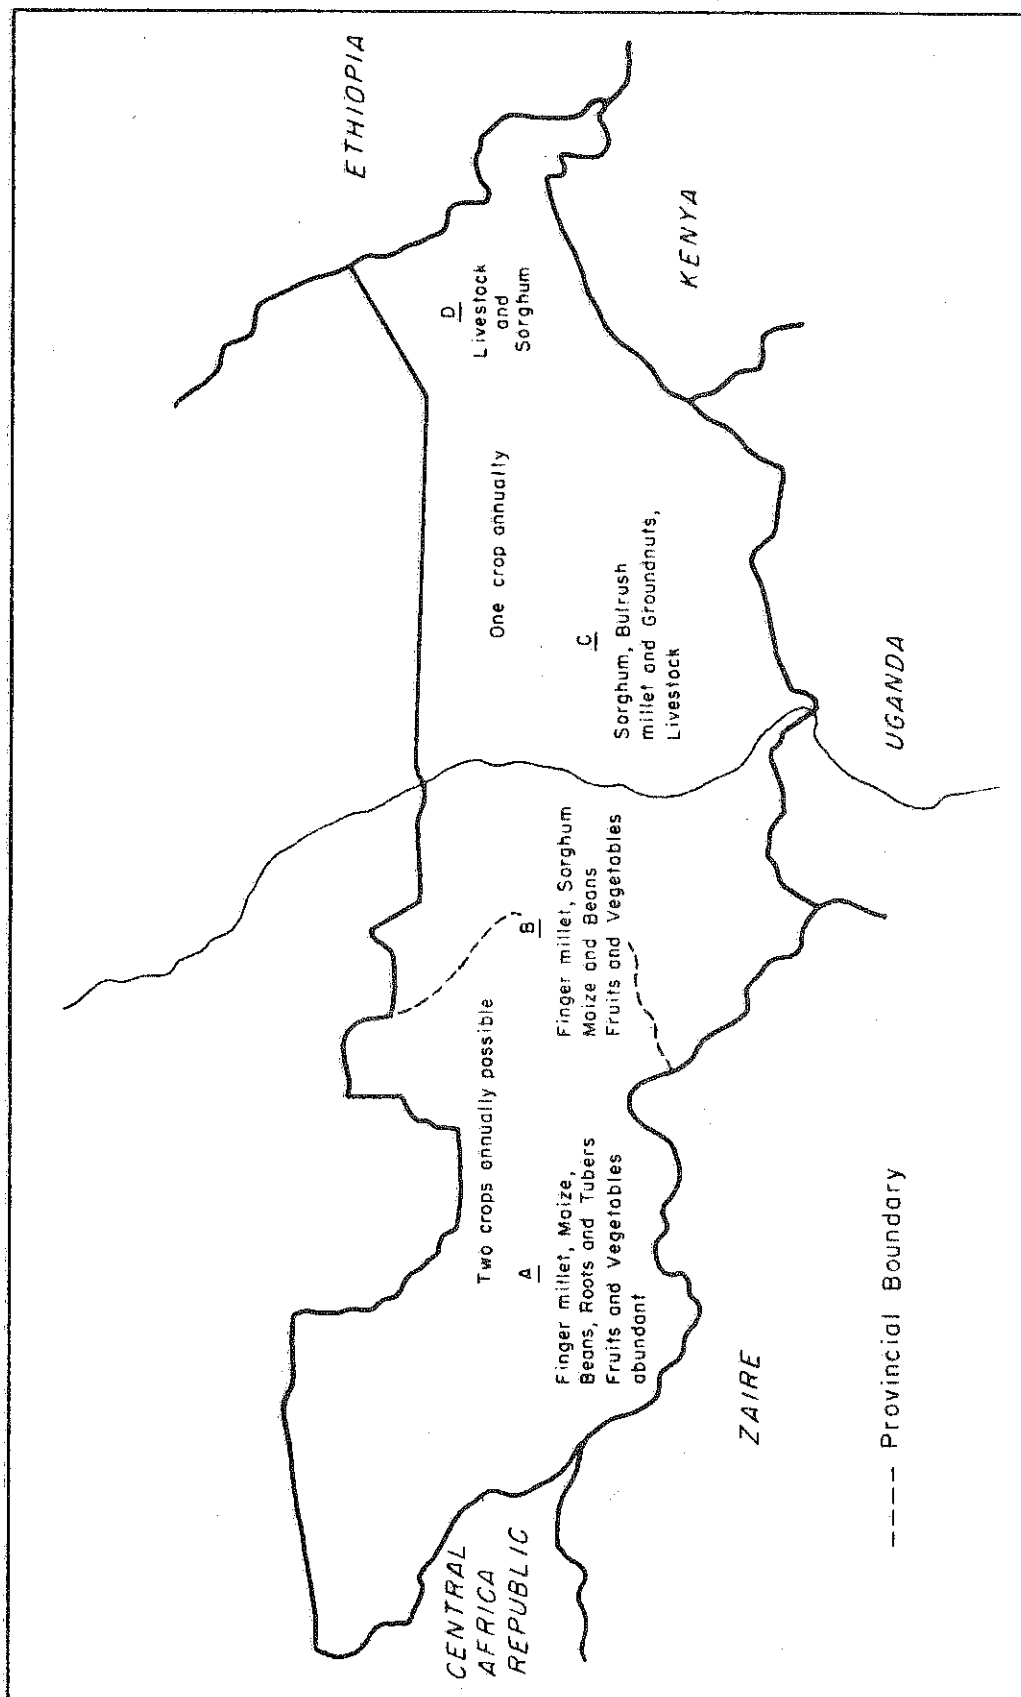 ETHIOPIA
D
Livestock
and
Sorghum
KENYA
One crop annually
C
Sorghum, Bulrush
millet and Groundnuts,
Livestock
UGANDA
B
Finger millet, Sorghum
Maize and Beans
Fruits and Vegetables
Two crops annually possible
A
Finger millet, Maize,
Beans, Roots and Tubers
Fruits and Vegetables
abundant
ZAIRE
CENTRAL
AFRICA
REPUBLIC
---- Provincial Boundary